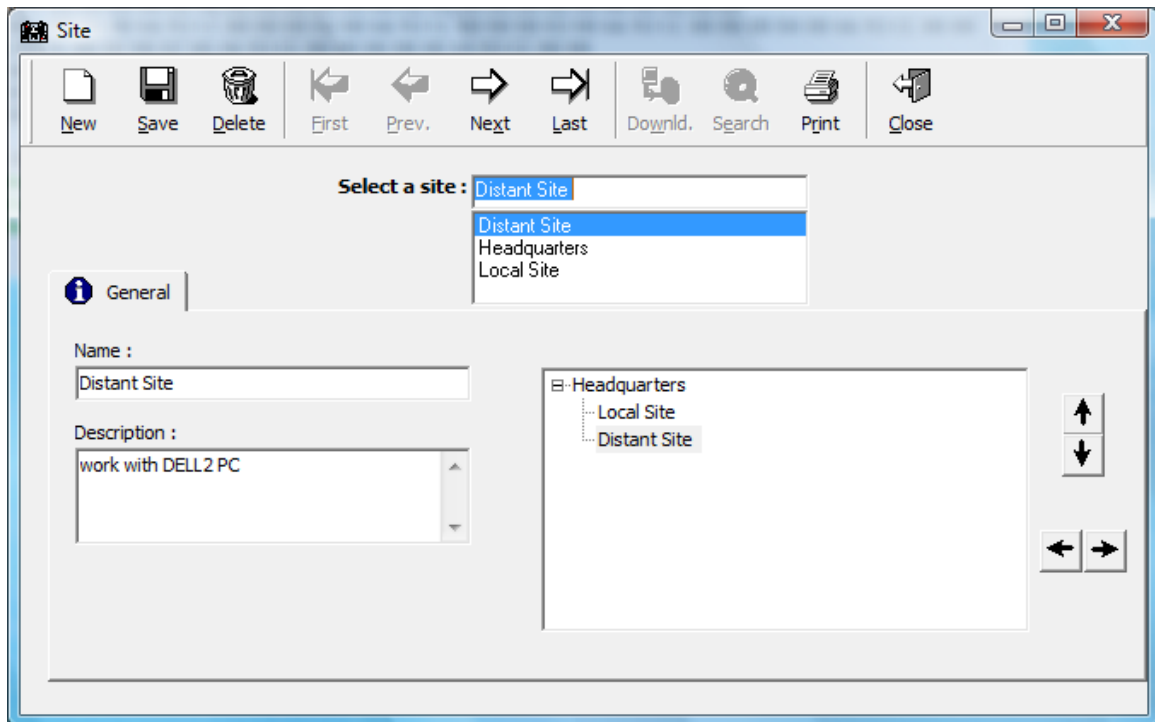 Site
New Save Delete First Prev. Next Last Downld. Search Print Close
Select a site : Distant Site
Distant Site
Headquarters
Local Site
General
Name :
Distant Site
Description :
work with DELL2 PC
Headquarters
Local Site
Distant Site